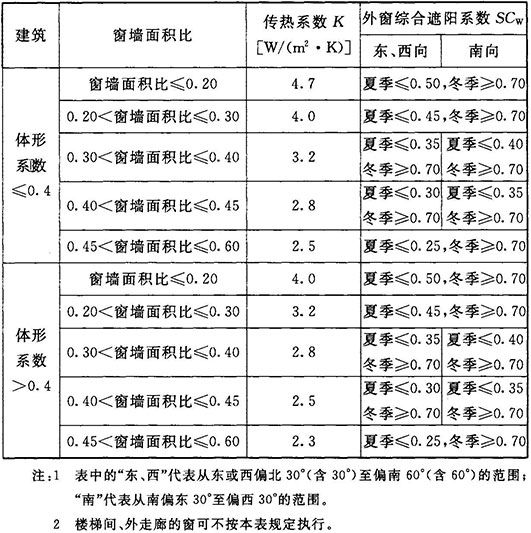 建筑 窗墙面积比 传热系数 K [W/(m²·K)] 外窗综合遮阳系数 SCw
东、西向 南向
体形系数≤0.4
窗墙面积比≤0.20 4.7 夏季≤0.50,冬季≥0.70
0.20<窗墙面积比≤0.30 4.0 夏季≤0.45,冬季≥0.70
0.30<窗墙面积比≤0.40 3.2 夏季≤0.35 夏季≤0.40
冬季≥0.70 冬季≥0.70
0.40<窗墙面积比≤0.45 2.8 夏季≤0.30 夏季≤0.35
冬季≥0.70 冬季≥0.70
0.45<窗墙面积比≤0.60 2.5 夏季≤0.25,冬季≥0.70
体形系数>0.4
窗墙面积比≤0.20 4.0 夏季≤0.50,冬季≥0.70
0.20<窗墙面积比≤0.30 3.2 夏季≤0.45,冬季≥0.70
0.30<窗墙面积比≤0.40 2.8 夏季≤0.35 夏季≤0.40
冬季≥0.70 冬季≥0.70
0.40<窗墙面积比≤0.45 2.5 夏季≤0.30 夏季≤0.35
冬季≥0.70 冬季≥0.70
0.45<窗墙面积比≤0.60 2.3 夏季≤0.25,冬季≥0.70
注:1 表中的“东、西”代表从东或西偏北30°(含30°)至偏南60°(含60°)的范围;
“南”代表从南偏东30°至偏西30°的范围。
2 楼梯间、外走廊的窗可不按本表规定执行。